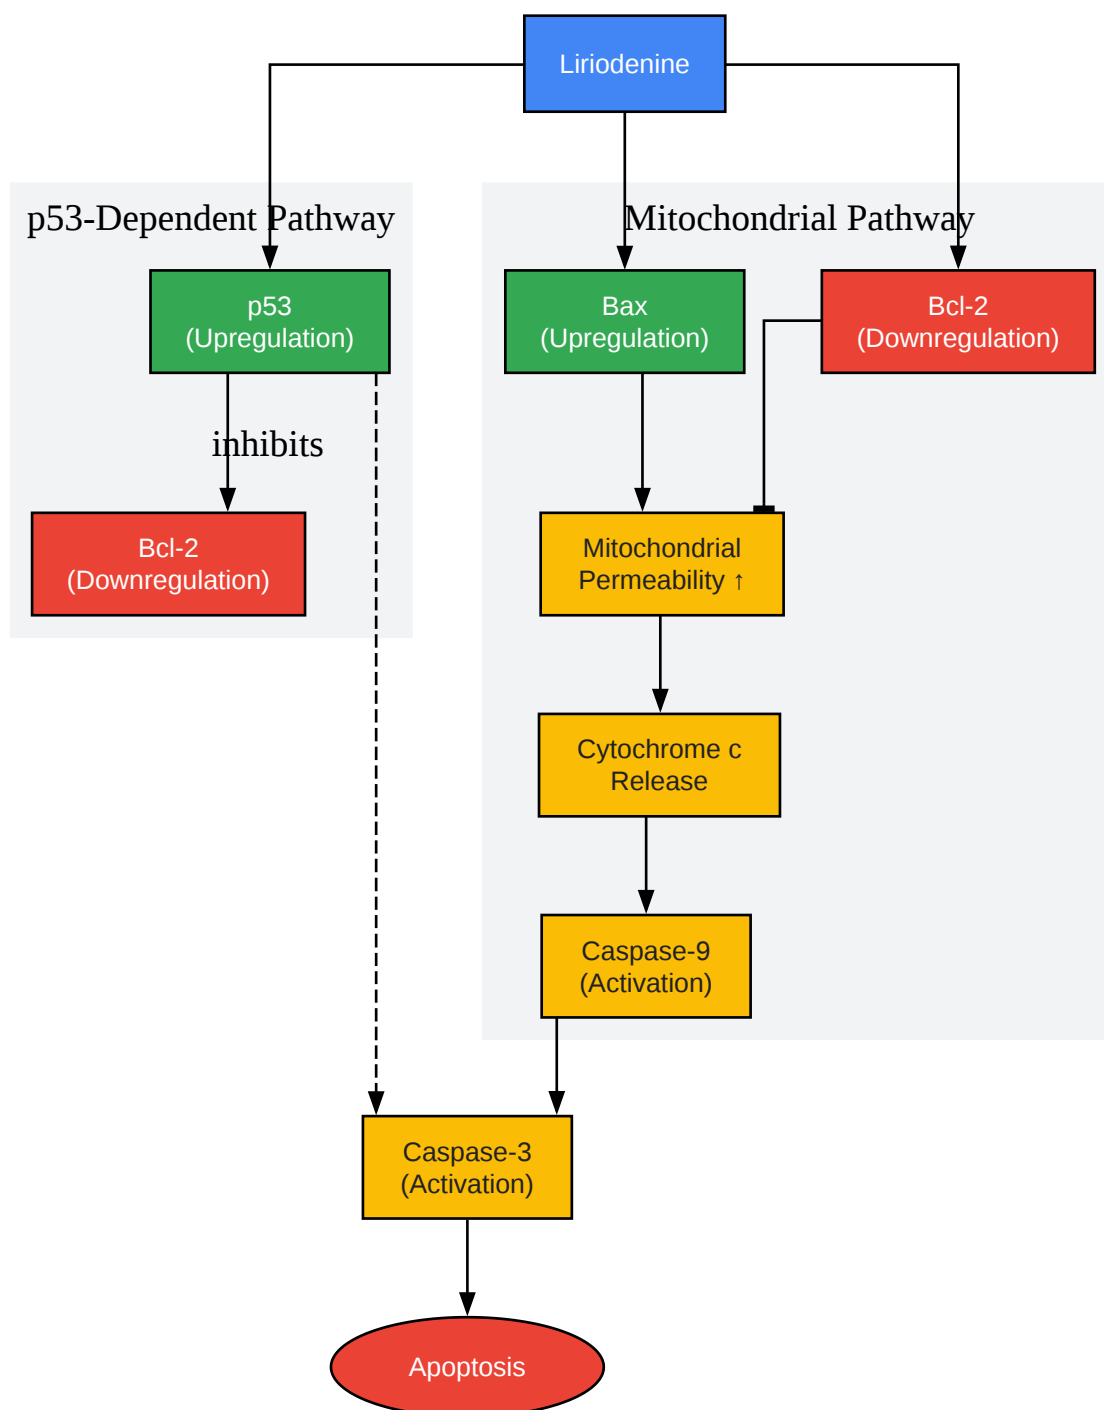 Liriodenine
p53-Dependent Pathway
Mitochondrial Pathway
p53
(Upregulation)
Bax
(Upregulation)
Bcl-2
(Downregulation)
inhibits
Bcl-2
(Downregulation)
Mitochondrial
Permeability ↑
Cytochrome c
Release
Caspase-9
(Activation)
Caspase-3
(Activation)
Apoptosis